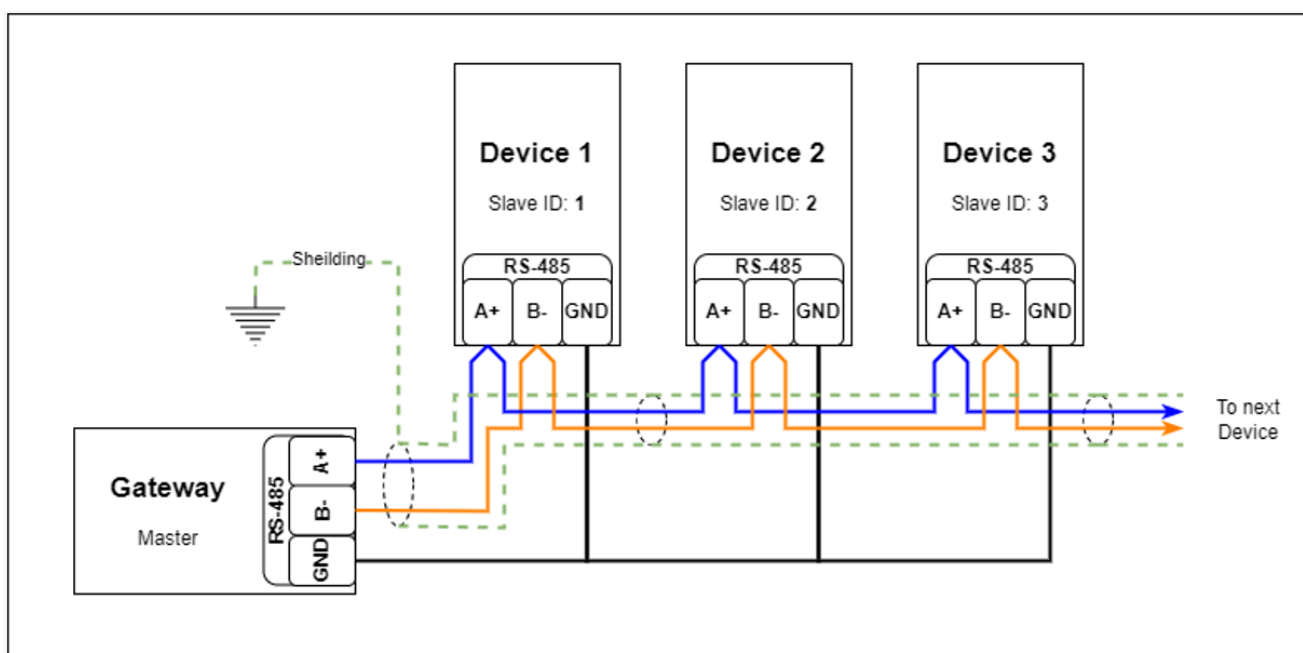 Device 1
Slave ID: 1
RS-485
A+
B-
GND
Device 2
Slave ID: 2
RS-485
A+
B-
GND
Device 3
Slave ID: 3
RS-485
A+
B-
GND
Sheilding
To next
Device
Gateway
Master
RS-485
A+
B-
GND